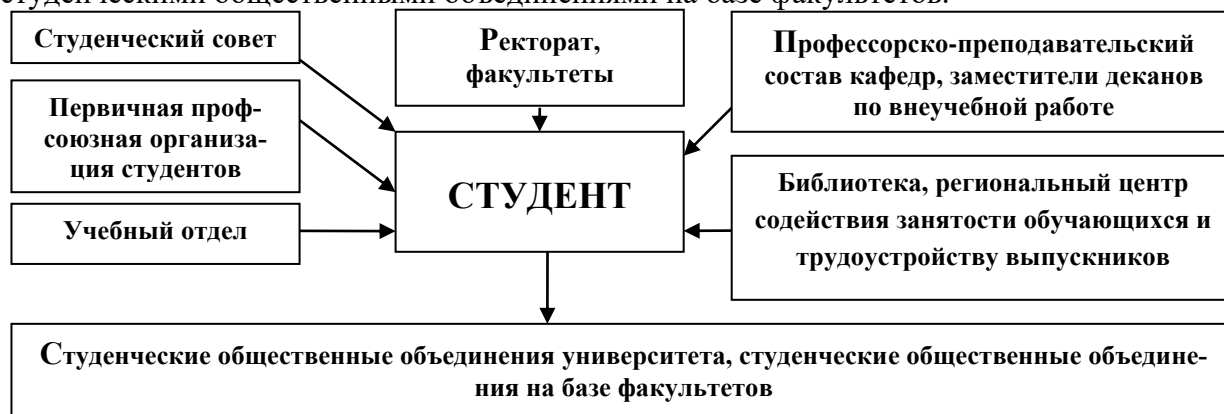 студенческими общественными объединениями на базе факультетов.
Студенческий совет
Ректорат,
факультеты
Профессорско-преподавательский
состав кафедр, заместители деканов
по внеучебной работе
Первичная проф-
союзная организа-
ция студентов
СТУДЕНТ
Библиотека, региональный центр
содействия занятости обучающихся и
трудоустройству выпускников
Учебный отдел
Студенческие общественные объединения университета, студенческие общественные объедине-
ния на базе факультетов